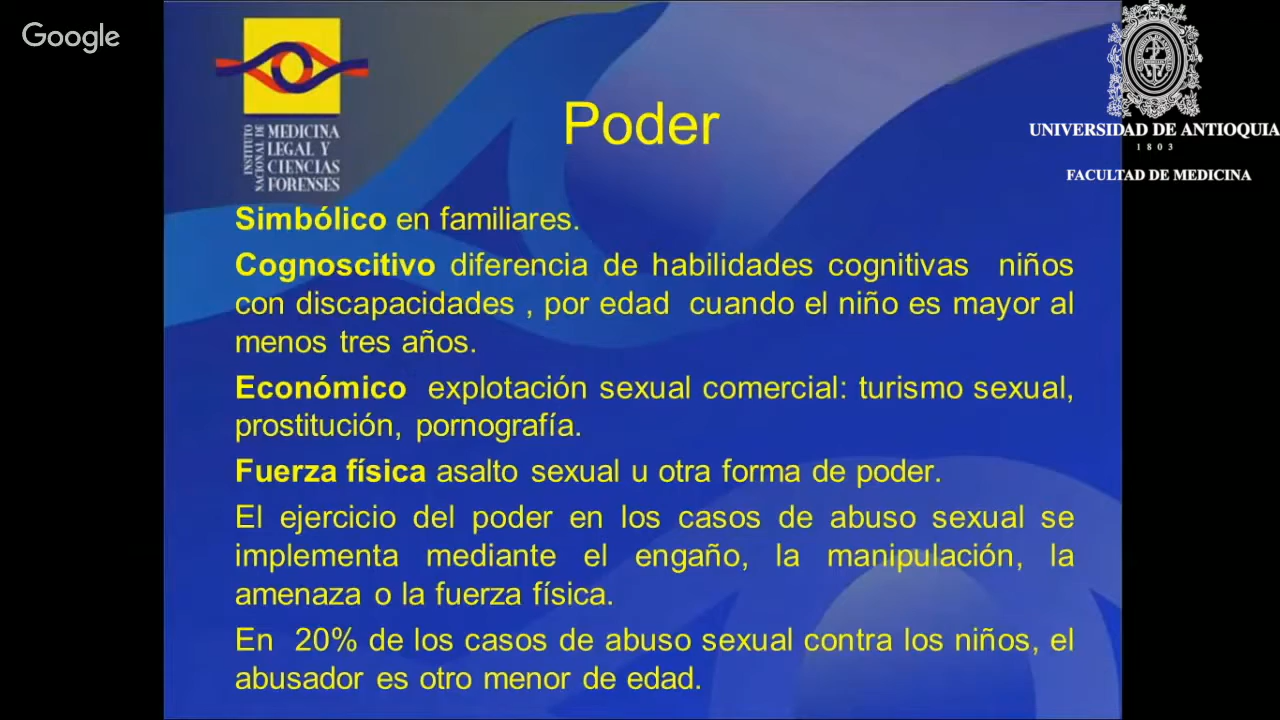 Google
INSTITUTO
NACIONAL DE
MEDICINA
LEGAL Y
CIENCIAS
FORENSES
UNIVERSIDAD DE ANTIOQUIA
1803
FACULTAD DE MEDICINA
Poder
Simbólico en familiares.
Cognoscitivo diferencia de habilidades cognitivas niños
con discapacidades , por edad cuando el niño es mayor al
menos tres años.
Económico explotación sexual comercial: turismo sexual,
prostitución, pornografía.
Fuerza física asalto sexual u otra forma de poder.
El ejercicio del poder en los casos de abuso sexual se
implementa mediante el engaño, la manipulación, la
amenaza o la fuerza física.
En 20% de los casos de abuso sexual contra los niños, el
abusador es otro menor de edad.